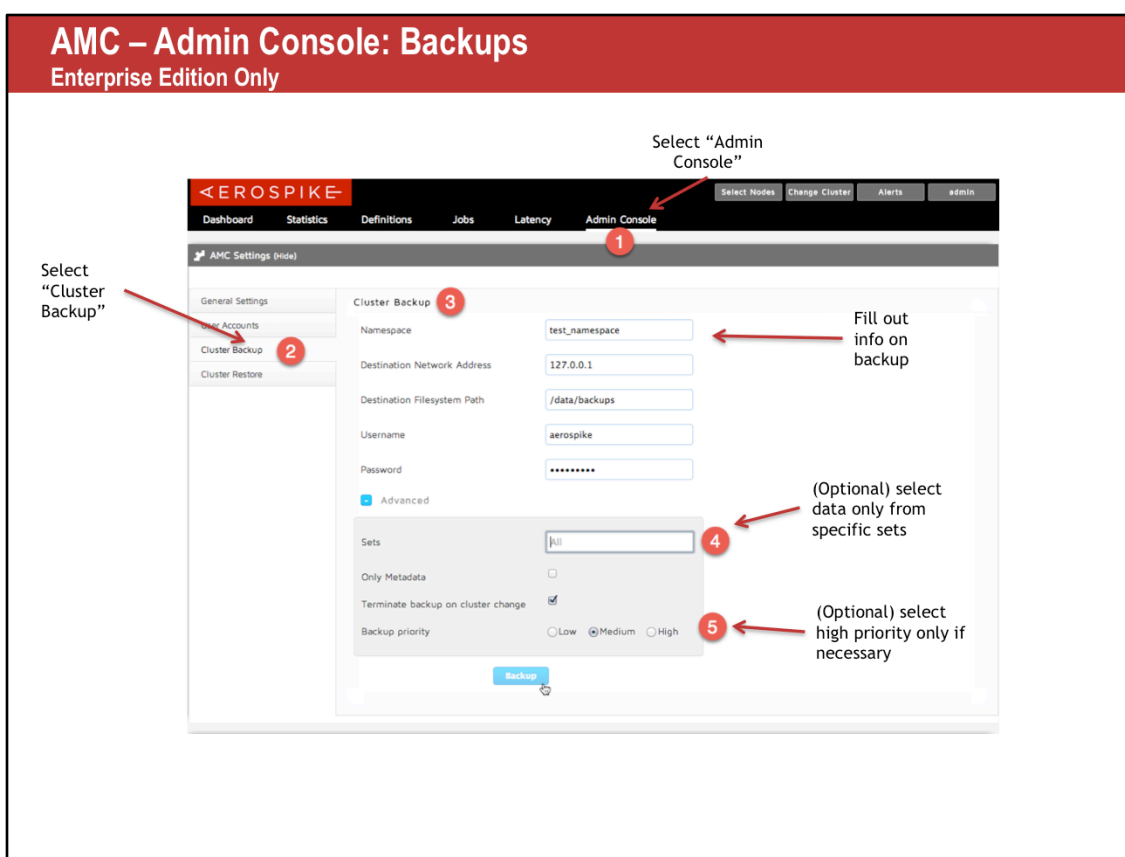 AMC – Admin Console: Backups
Enterprise Edition Only
Select “Admin
Console”
AEROSPIKE
Select Nodes Change Cluster Alerts admin
Dashboard Statistics Definitions Jobs Latency Admin Console
1
AMC Settings (Hide)
Select
“Cluster
Backup”
General Settings
User Accounts
Cluster Backup
2
Cluster Restore
Cluster Backup
3
Namespace test_namespace
Fill out
info on
backup
Destination Network Address 127.0.0.1
Destination Filesystem Path /data/backups
Username aerospike
Password •••••••••
- Advanced
(Optional) select
data only from
specific sets
Sets All
4
Only Metadata
Terminate backup on cluster change
Backup priority Low Medium High
5
(Optional) select
high priority only if
necessary
Backup